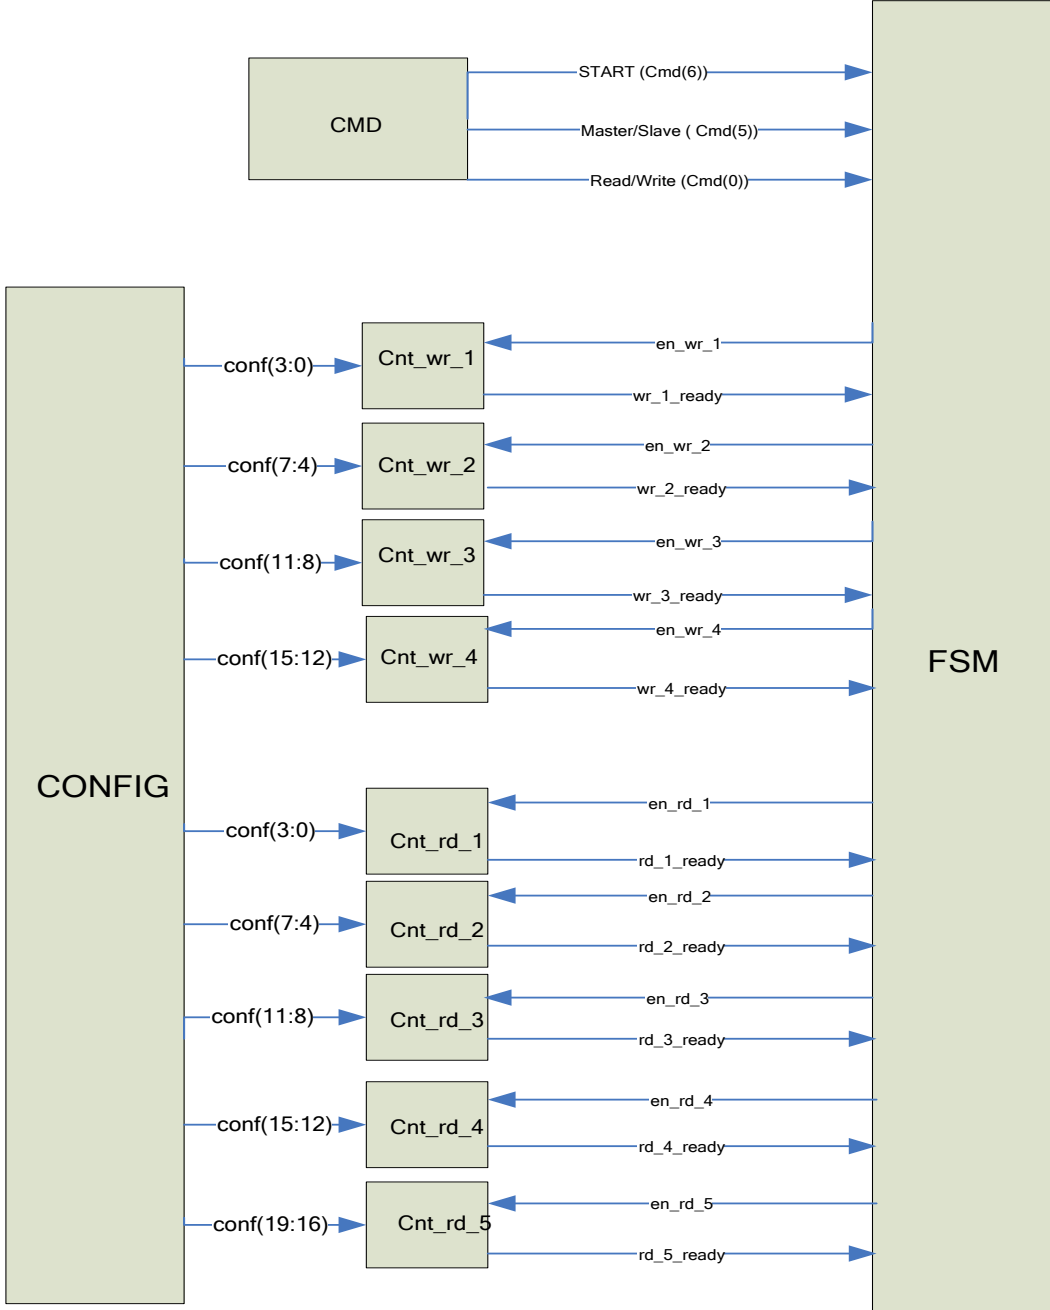 START (Cmd(6))
CMD
Master/Slave ( Cmd(5))
Read/Write (Cmd(0))
en_wr_1
conf(3:0)
Cnt_wr_1
wr_1_ready
en_wr_2
conf(7:4)
Cnt_wr_2
wr_2_ready
en_wr_3
conf(11:8)
Cnt_wr_3
wr_3_ready
en_wr_4
conf(15:12)
Cnt_wr_4
wr_4_ready
FSM
CONFIG
en_rd_1
conf(3:0)
Cnt_rd_1
rd_1_ready
en_rd_2
conf(7:4)
Cnt_rd_2
rd_2_ready
en_rd_3
conf(11:8)
Cnt_rd_3
rd_3_ready
en_rd_4
conf(15:12)
Cnt_rd_4
rd_4_ready
en_rd_5
conf(19:16)
Cnt_rd_5
rd_5_ready